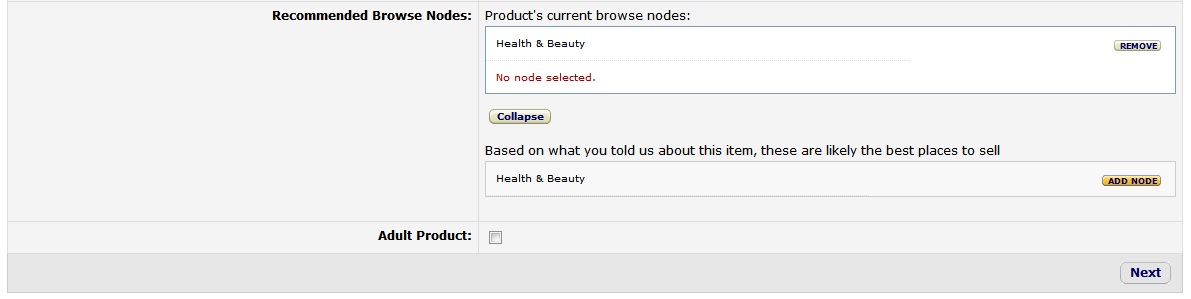 Recommended Browse Nodes:
Product's current browse nodes:
Health & Beauty
REMOVE
No node selected.
Collapse
Based on what you told us about this item, these are likely the best places to sell
Health & Beauty
ADD NODE
Adult Product:
Next